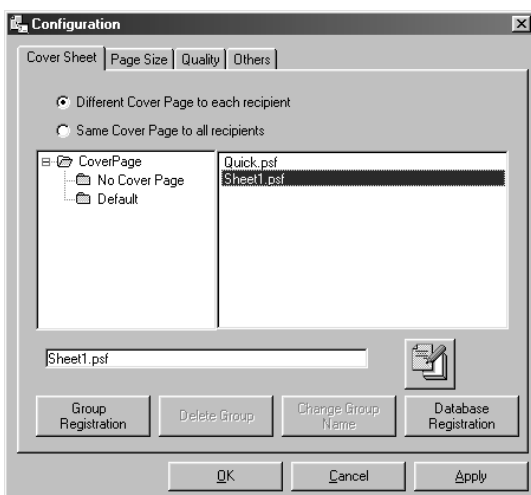 Configuration
Cover Sheet Page Size Quality Others
Different Cover Page to each recipient
Same Cover Page to all recipients
CoverPage
No Cover Page
Default
Quick.psf
Sheet1.psf
Sheet1.psf
Group
Registration
Delete Group
Change Group
Name
Database
Registration
OK Cancel Apply